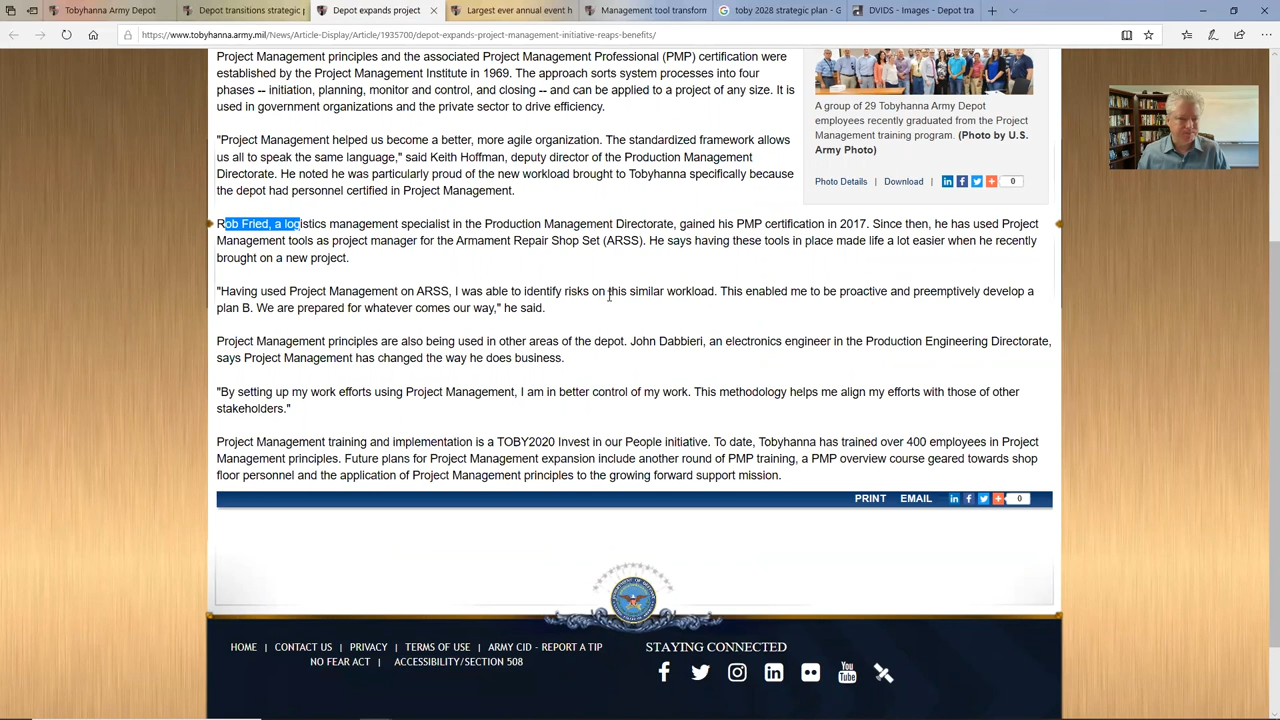 Tobyhanna Army Depot
Depot transitions strategic p
Depot expands project
Largest ever annual event h
Management tool transform
toby 2028 strategic plan - G
DVIDS - Images - Depot tra
https://www.tobyhanna.army.mil/News/Article-Display/Article/1935700/depot-expands-project-management-initiative-reaps-benefits/
Project Management principles and the associated Project Management Professional (PMP) certification were
established by the Project Management Institute in 1969. The approach sorts system processes into four
phases -- initiation, planning, monitor and control, and closing -- and can be applied to a project of any size. It is
used in government organizations and the private sector to drive efficiency.
"Project Management helped us become a better, more agile organization. The standardized framework allows
us all to speak the same language," said Keith Hoffman, deputy director of the Production Management
Directorate. He noted he was particularly proud of the new workload brought to Tobyhanna specifically because
the depot had personnel certified in Project Management.
A group of 29 Tobyhanna Army Depot
employees recently graduated from the Project
Management training program. (Photo by U.S.
Army Photo)
Photo Details | Download | in f 0
Rob Fried, a logistics management specialist in the Production Management Directorate, gained his PMP certification in 2017. Since then, he has used Project
Management tools as project manager for the Armament Repair Shop Set (ARSS). He says having these tools in place made life a lot easier when he recently
brought on a new project.
"Having used Project Management on ARSS, I was able to identify risks on this similar workload. This enabled me to be proactive and preemptively develop a
plan B. We are prepared for whatever comes our way," he said.
Project Management principles are also being used in other areas of the depot. John Dabbieri, an electronics engineer in the Production Engineering Directorate,
says Project Management has changed the way he does business.
"By setting up my work efforts using Project Management, I am in better control of my work. This methodology helps me align my efforts with those of other
stakeholders."
Project Management training and implementation is a TOBY2020 Invest in our People initiative. To date, Tobyhanna has trained over 400 employees in Project
Management principles. Future plans for Project Management expansion include another round of PMP training, a PMP overview course geared towards shop
floor personnel and the application of Project Management principles to the growing forward support mission.
PRINT EMAIL in f 0
HOME | CONTACT US | PRIVACY | TERMS OF USE | ARMY CID - REPORT A TIP
NO FEAR ACT | ACCESSIBILITY/SECTION 508
STAYING CONNECTED
You
Tube